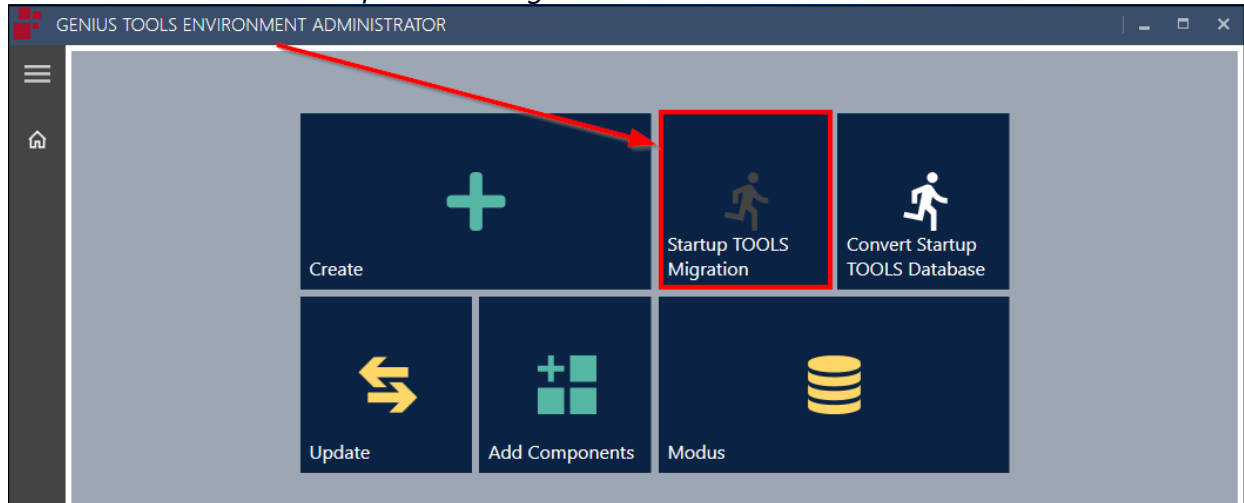 GENIUS TOOLS ENVIRONMENT ADMINISTRATOR
Create
Startup TOOLS
Migration
Convert Startup
TOOLS Database
Update
Add Components
Modus